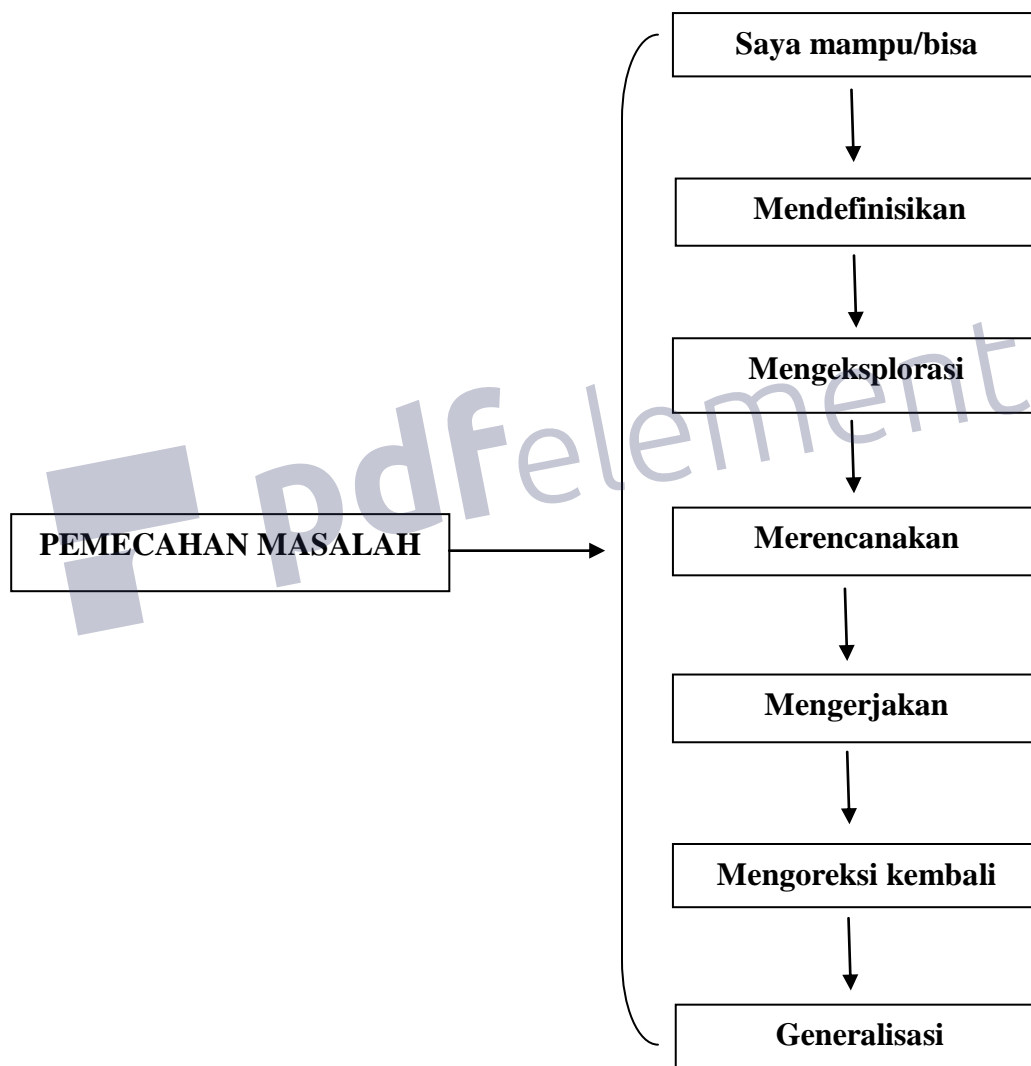 Saya mampu/bisa
Mendefinisikan
Mengeksplorasi
pdfelement
PEMECAHAN MASALAH
Merencanakan
Mengerjakan
Mengoreksi kembali
Generalisasi